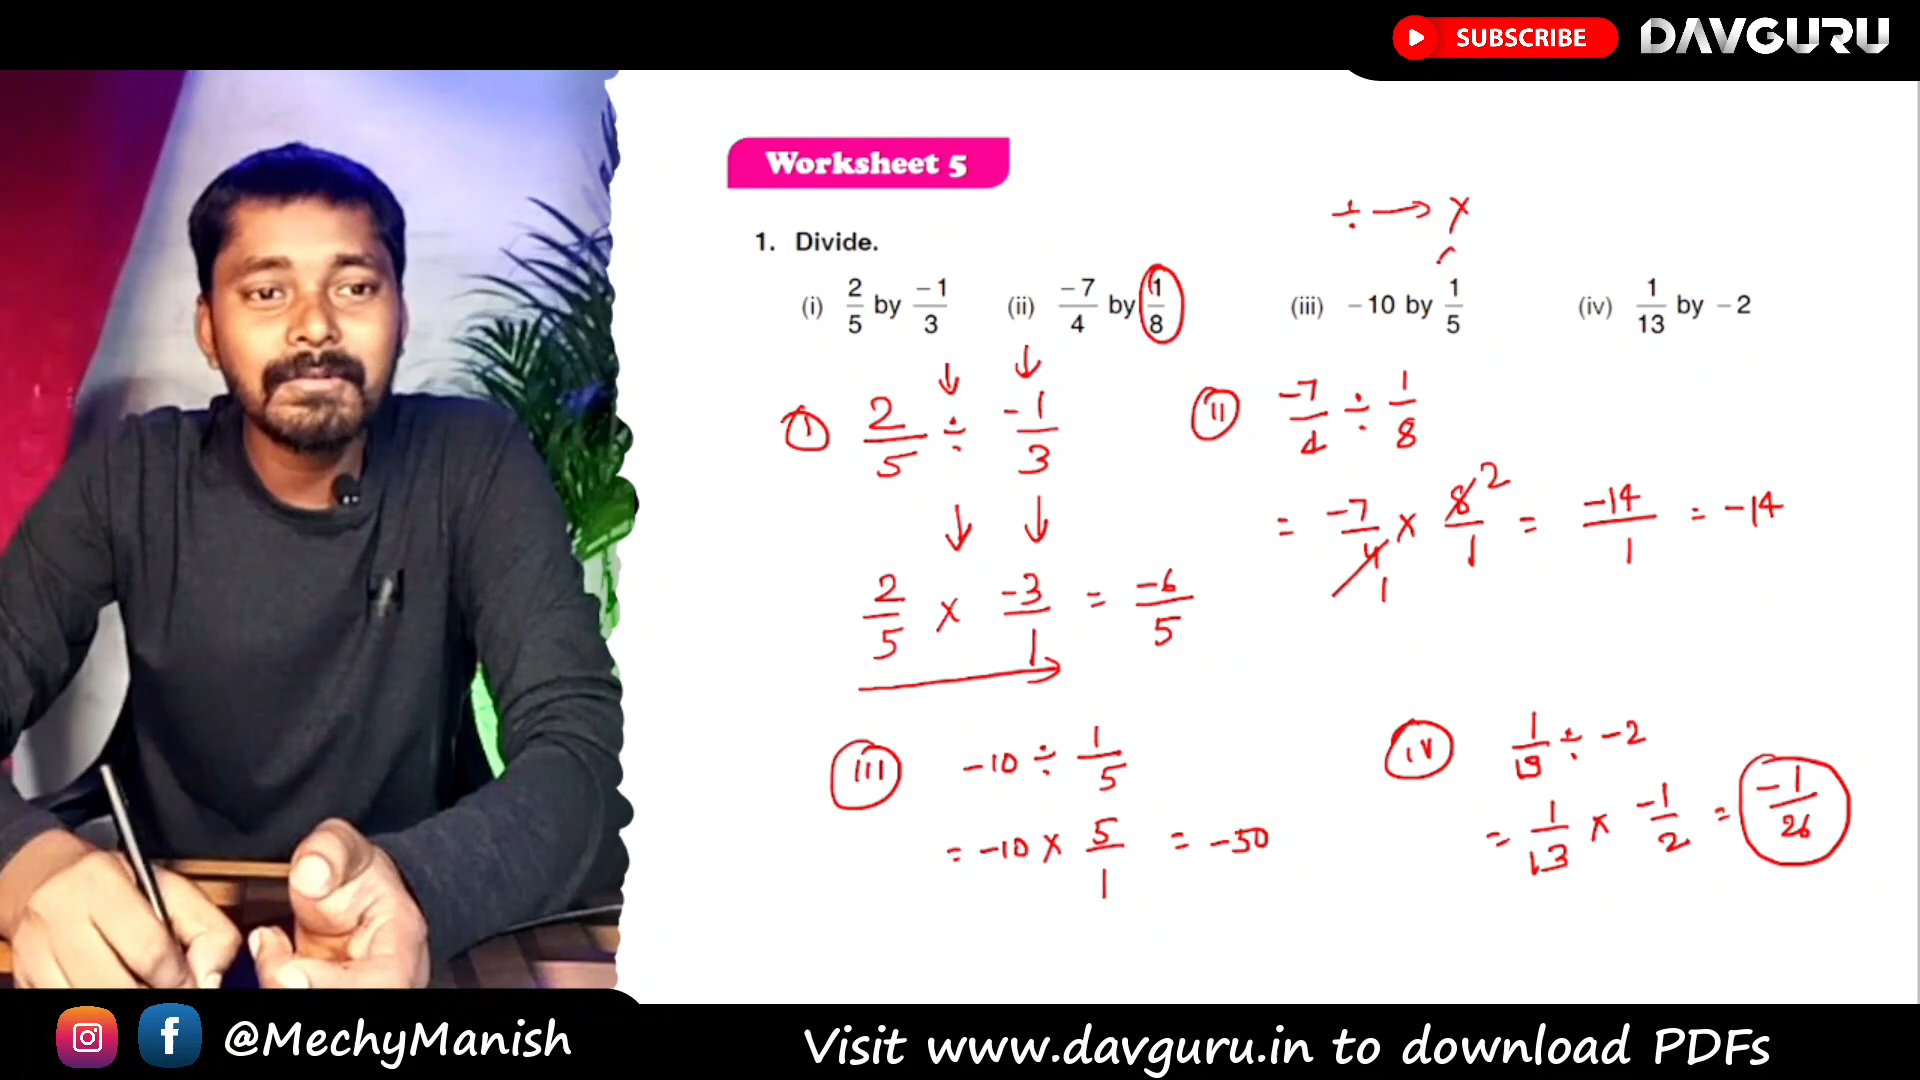 SUBSCRIBE DAVGURU
Worksheet 5
÷ → ×
1. Divide.
(i) 2/5 by -1/3 (ii) -7/4 by 1/8 (iii) -10 by 1/5 (iv) 1/13 by -2
(i) 2/5 ÷ -1/3
2/5 × -3/1 = -6/5
(ii) -7/4 ÷ 1/8
= -7/4 1 × 8 2/1 = -14/1 = -14
(iii) -10 ÷ 1/5
= -10 × 5/1 = -50
(iv) 1/13 ÷ -2
= 1/13 × -1/2 = -1/26
@MechyManish
Visit www.davguru.in to download PDFs